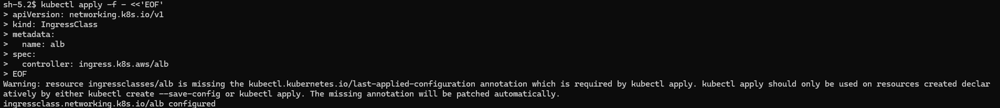 sh-5.2$ kubectl apply -f - <<'EOF'
> apiVersion: networking.k8s.io/v1
> kind: IngressClass
> metadata:
>   name: alb
> spec:
>   controller: ingress.k8s.aws/alb
> EOF
Warning: resource ingressclasses/alb is missing the kubectl.kubernetes.io/last-applied-configuration annotation which is required by kubectl apply. kubectl apply should only be used on resources created declar
atively by either kubectl create --save-config or kubectl apply. The missing annotation will be patched automatically.
ingressclass.networking.k8s.io/alb configured